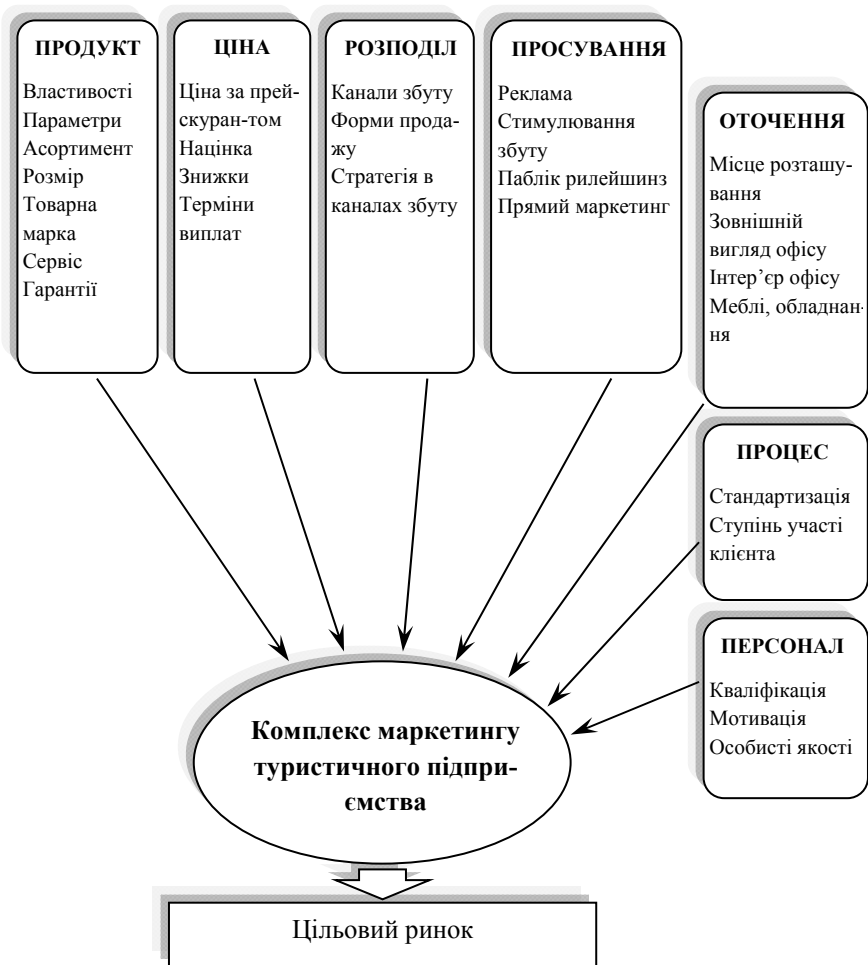 ПРОДУКТ
Властивості
Параметри
Асортимент
Розмір
Товарна
марка
Сервіс
Гарантії
ЦІНА
Ціна за прей-
скуран-том
Націнка
Знижки
Терміни
виплат
РОЗПОДІЛ
Канали збуту
Форми прода-
жу
Стратегія в
каналах збуту
ПРОСУВАННЯ
Реклама
Стимулювання
збуту
Паблік рилейшинз
Прямий маркетинг
ОТОЧЕННЯ
Місце розташу-
вання
Зовнішній
вигляд офісу
Інтер’єр офісу
Меблі, обладнан-
ня
ПРОЦЕС
Стандартизація
Ступінь участі
клієнта
ПЕРСОНАЛ
Кваліфікація
Мотивація
Особисті якості
Комплекс маркетингу
туристичного підпри-
ємства
Цільовий ринок